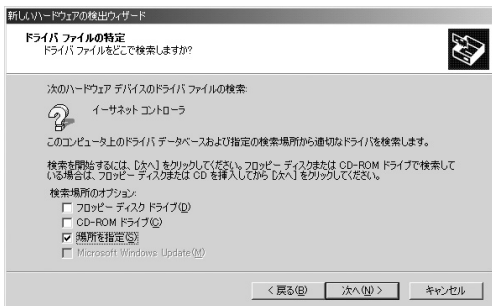 新しいハードウェアの検出ウィザード
ドライバ ファイルの特定
ドライバ ファイルをどこで検索しますか?
次のハードウェア デバイスのドライバ ファイルの検索:
イーサネット コントローラ
このコンピュータ上のドライバ データベースおよび指定の検索場所から適切なドライバを検索します。
検索を開始するには、[次へ] をクリックしてください。フロッピー ディスクまたは CD-ROM ドライブで検索して
いる場合は、フロッピー ディスクまたは CD を挿入してから [次へ] をクリックしてください。
検索場所のオプション:
フロッピー ディスク ドライブ(D)
CD-ROM ドライブ(C)
場所を指定(S)
Microsoft Windows Update(M)
< 戻る(B)
次へ(N) >
キャンセル